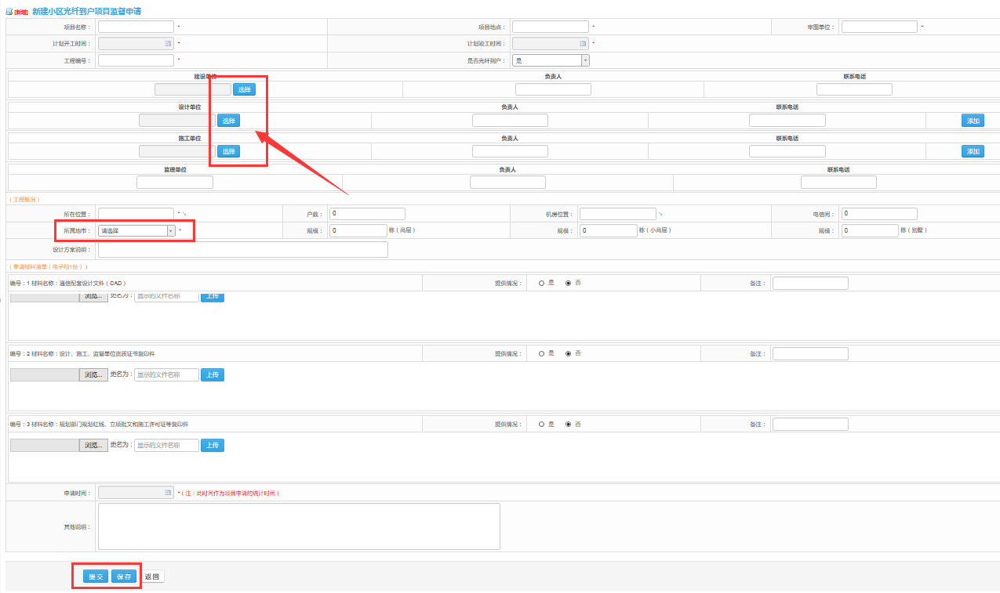 [新增] 新建小区光纤到户项目监督申请
项目名称： * 项目地点： * 审图单位： *
计划开工时间： * 计划竣工时间： *
工程编号： * 是否光纤到户： 是
建设单位 负责人 联系电话
选择
设计单位 负责人 联系电话
选择 添加
施工单位 负责人 联系电话
选择 添加
监理单位 负责人 联系电话
（工程概况）
所在位置： * 户数： 0 机房位置： 电信间： 0
所属地市： 请选择 * 规模： 0 栋（高层） 规模： 0 栋（小高层） 规模： 0 栋（别墅）
设计方案说明：
（申请材料清单（电子档1份））
编号：1 材料名称：通信配套设计文件（CAD） 提供情况： 是 否 备注：
浏览... 更名为： 显示的文件名称 上传
编号：2 材料名称：设计、施工、监督单位资质证书复印件 提供情况： 是 否 备注：
浏览... 更名为： 显示的文件名称 上传
编号：3 材料名称：规划部门规划红线、立项批文和施工许可证等复印件 提供情况： 是 否 备注：
浏览... 更名为： 显示的文件名称 上传
申请时间： *（注：此时间作为项目申请的统计时间）
其他说明：
提交 保存 返回